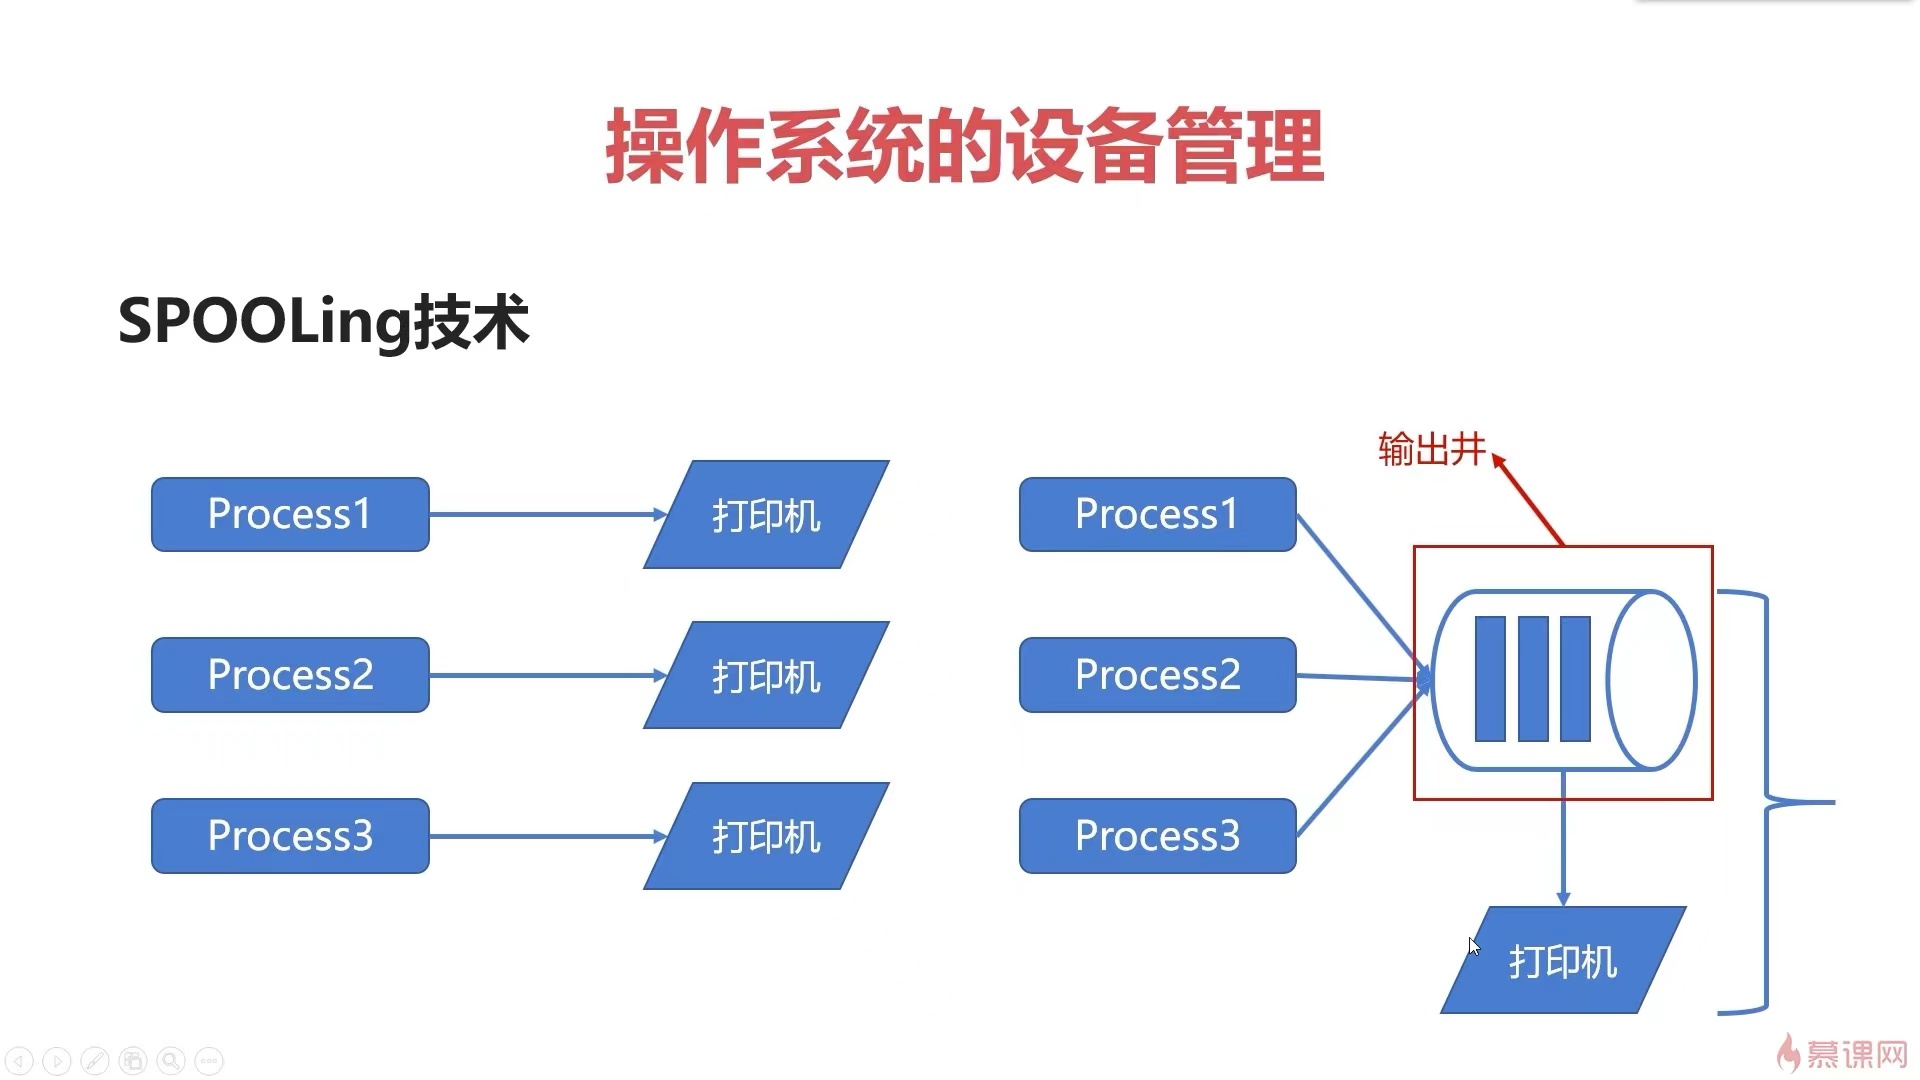 操作系统的设备管理
SPOOLing技术
输出井
Process1
打印机
Process1
Process2
打印机
Process2
Process3
打印机
Process3
打印机
慕课网